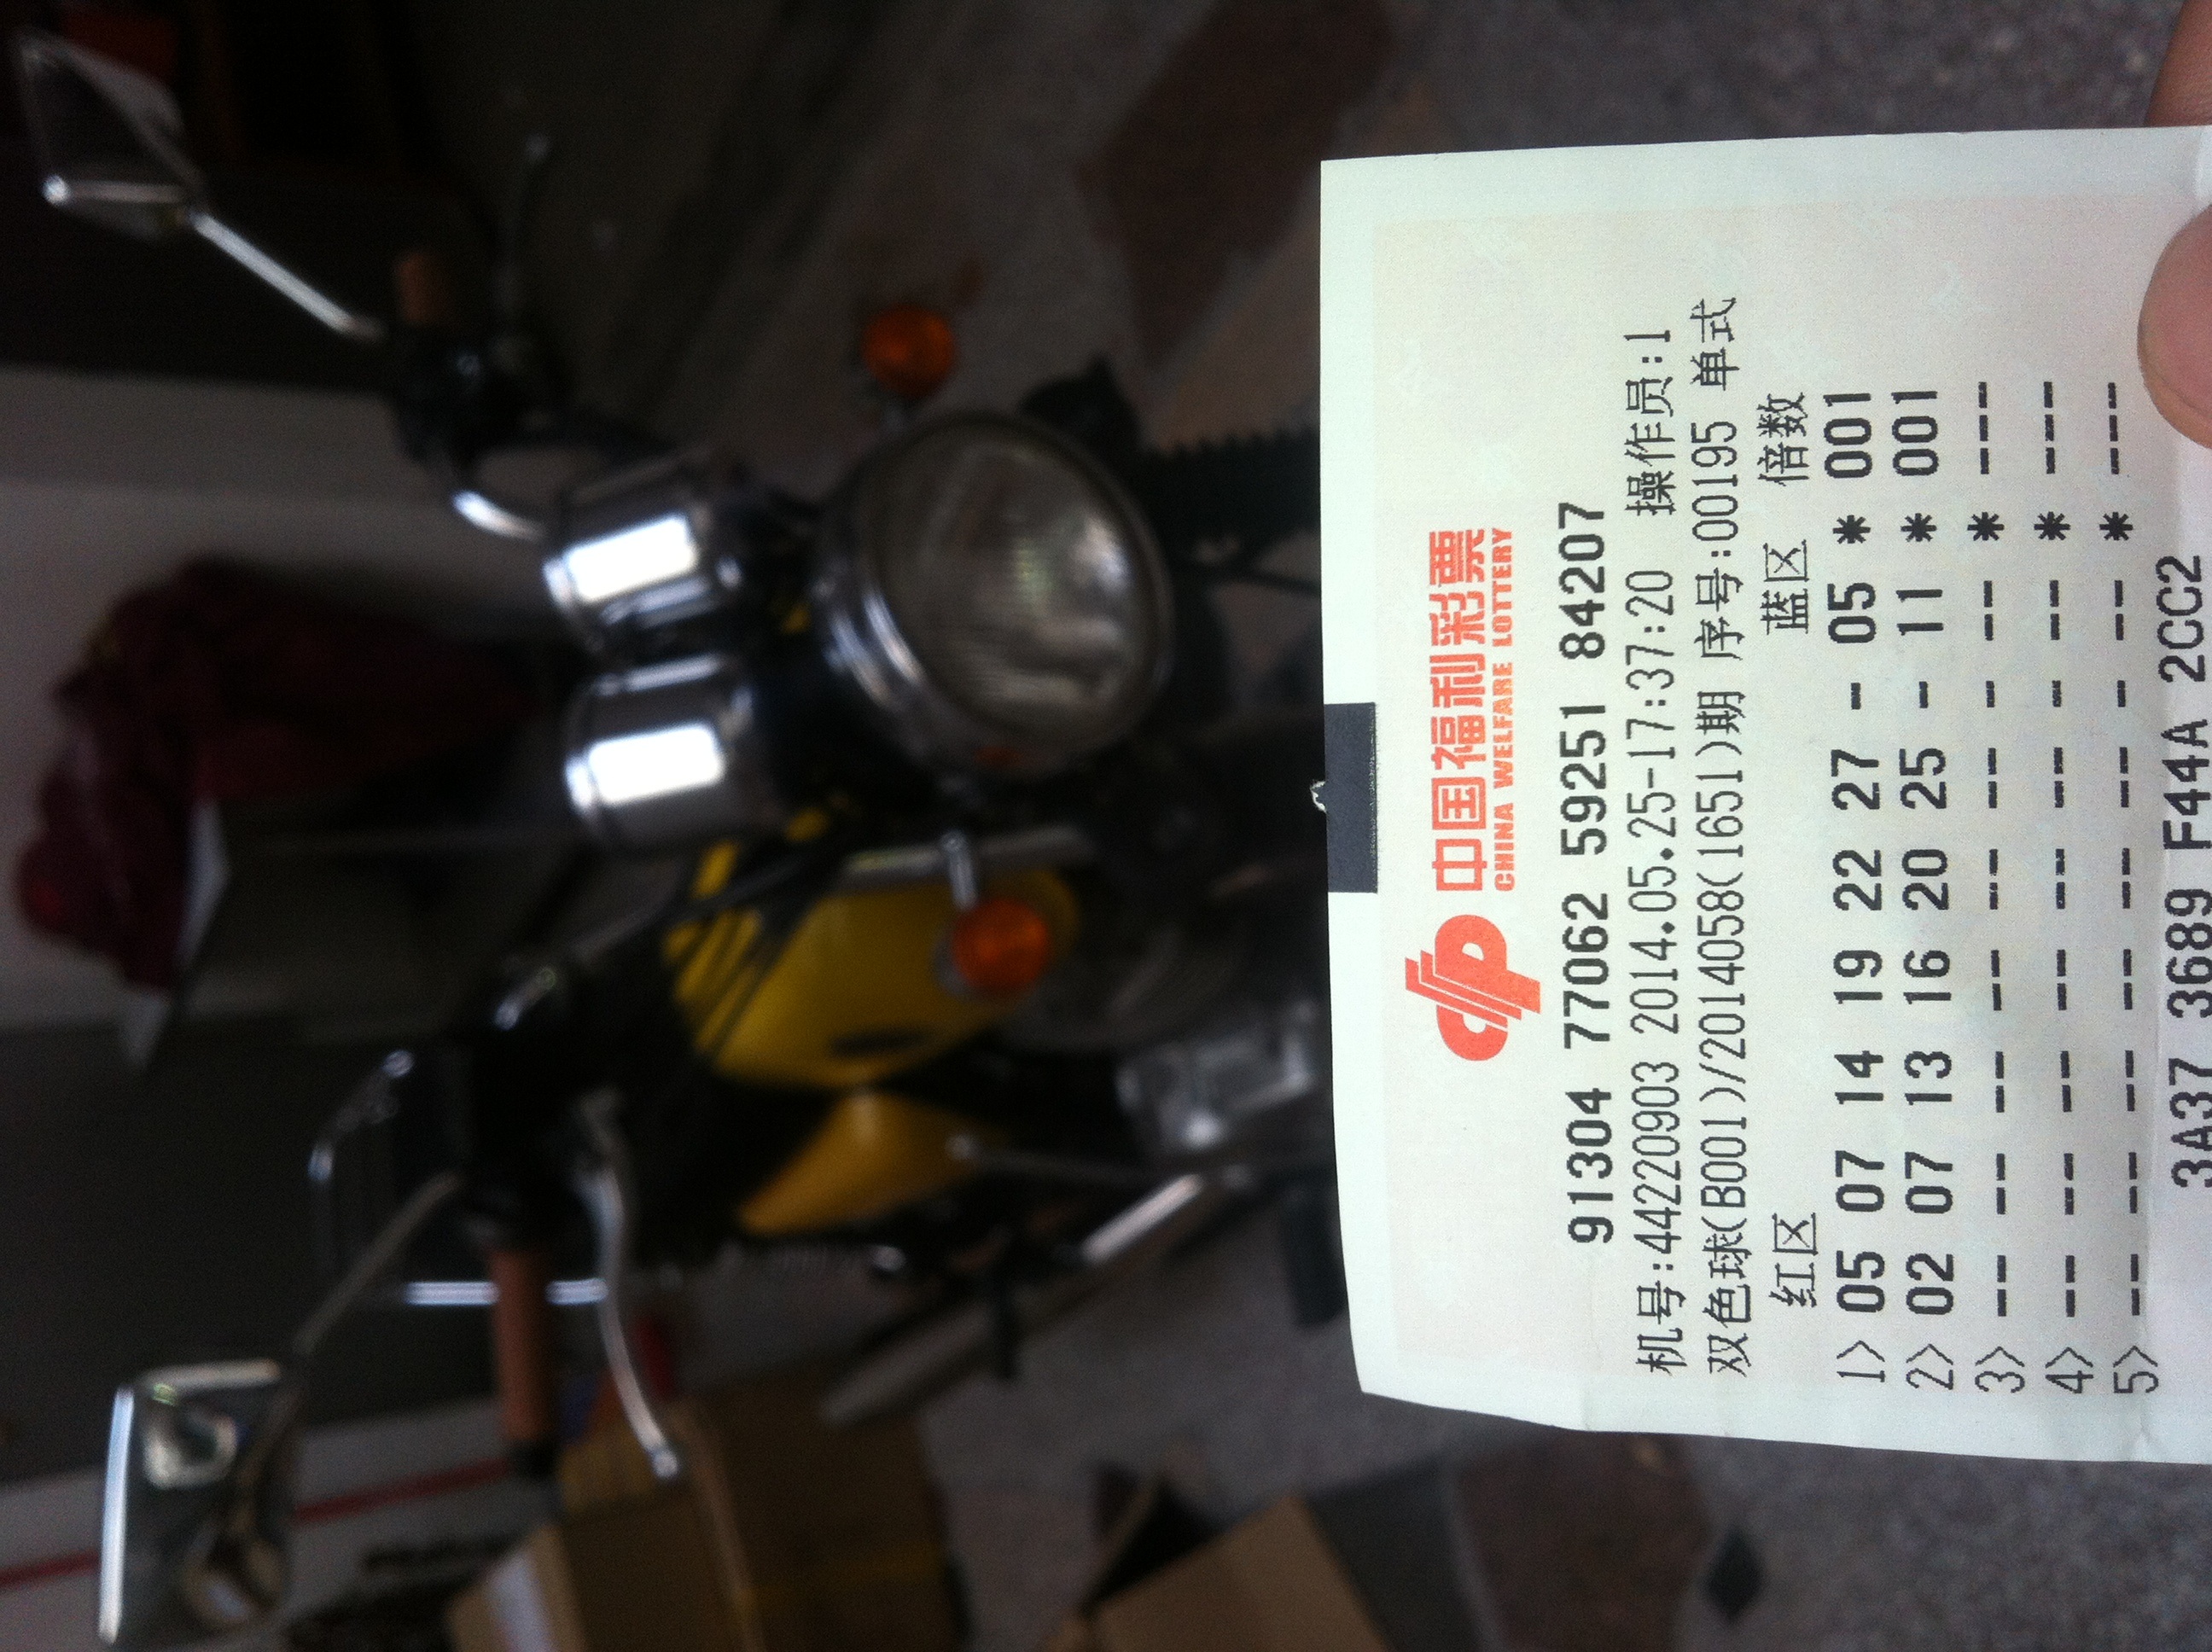 中国福利彩票
CHINA WELFARE LOTTERY
91304 77062 59251 84207
机号:44220903 2014.05.25-17:37:20 操作员:1
双色球(B001)/2014058(1651)期 序号:00195 单式
红区 蓝区 倍数
1> 05 07 14 19 22 27 - 05 * 001
2> 02 07 13 16 20 25 - 11 * 001
3> -- -- -- -- -- -- - -- * ---
4> -- -- -- -- -- -- - -- * ---
5> -- -- -- -- -- -- - -- * ---
3A37 3689 F44A 2CC2